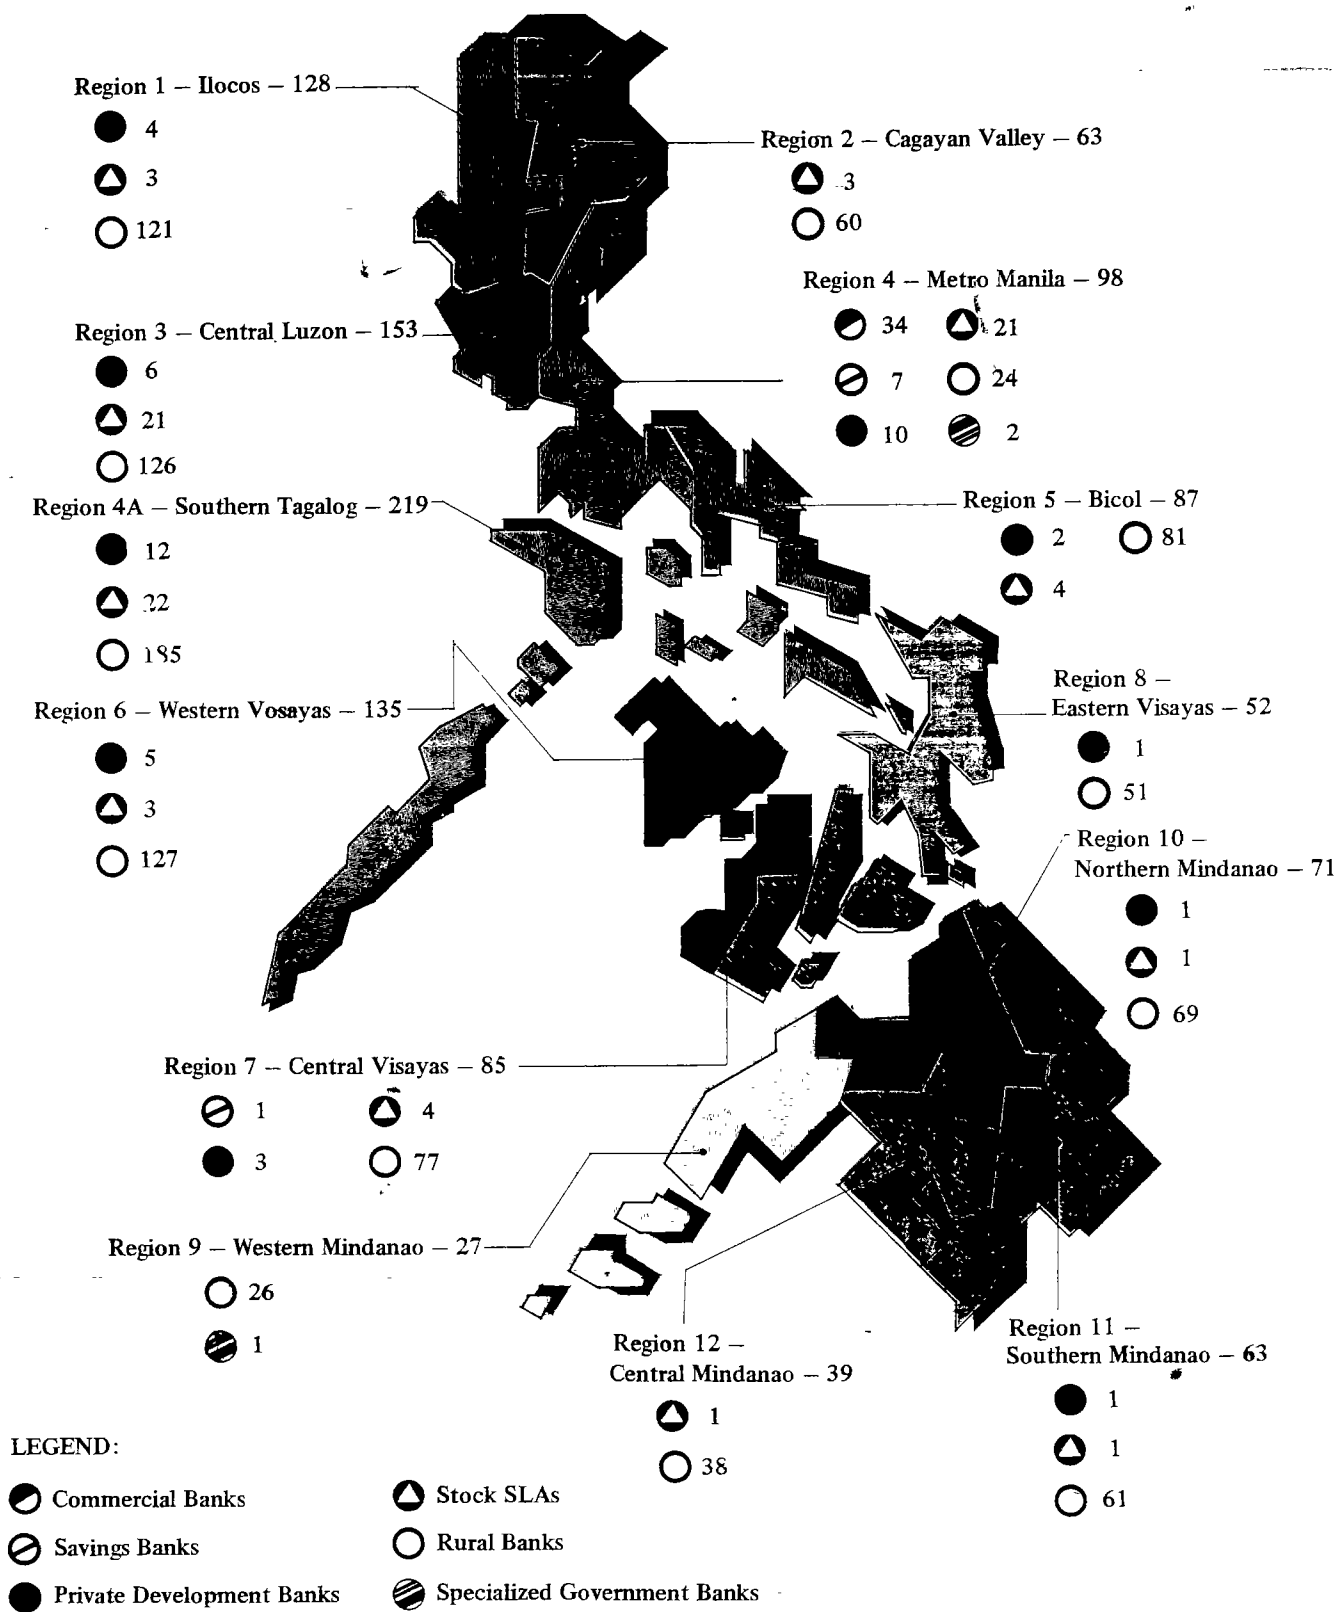 Region 1 – Ilocos – 128
4
3
121
Region 2 – Cagayan Valley – 63
3
60
Region 4 – Metro Manila – 98
34 21
7 24
10 2
Region 3 – Central Luzon – 153
6
21
126
Region 4A – Southern Tagalog – 219
12
22
185
Region 5 – Bicol – 87
2 81
4
Region 6 – Western Vosayas – 135
5
3
127
Region 8 –
Eastern Visayas – 52
1
51
Region 10 –
Northern Mindanao – 71
1
1
69
Region 7 – Central Visayas – 85
1 4
3 77
Region 9 – Western Mindanao – 27
26
1
Region 12 –
Central Mindanao – 39
1
38
Region 11 –
Southern Mindanao – 63
1
1
61
LEGEND:
Commercial Banks
Savings Banks
Private Development Banks
Stock SLAs
Rural Banks
Specialized Government Banks